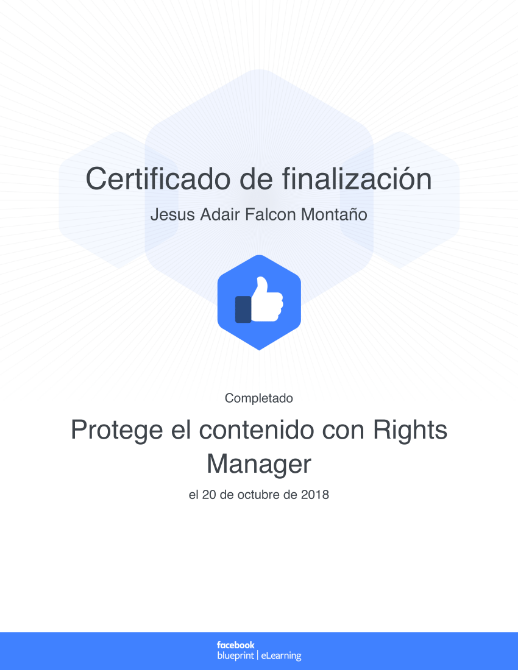 Certificado de finalización
Jesus Adair Falcon Montaño
Completado
Protege el contenido con Rights
Manager
el 20 de octubre de 2018
facebook
blueprint | eLearning